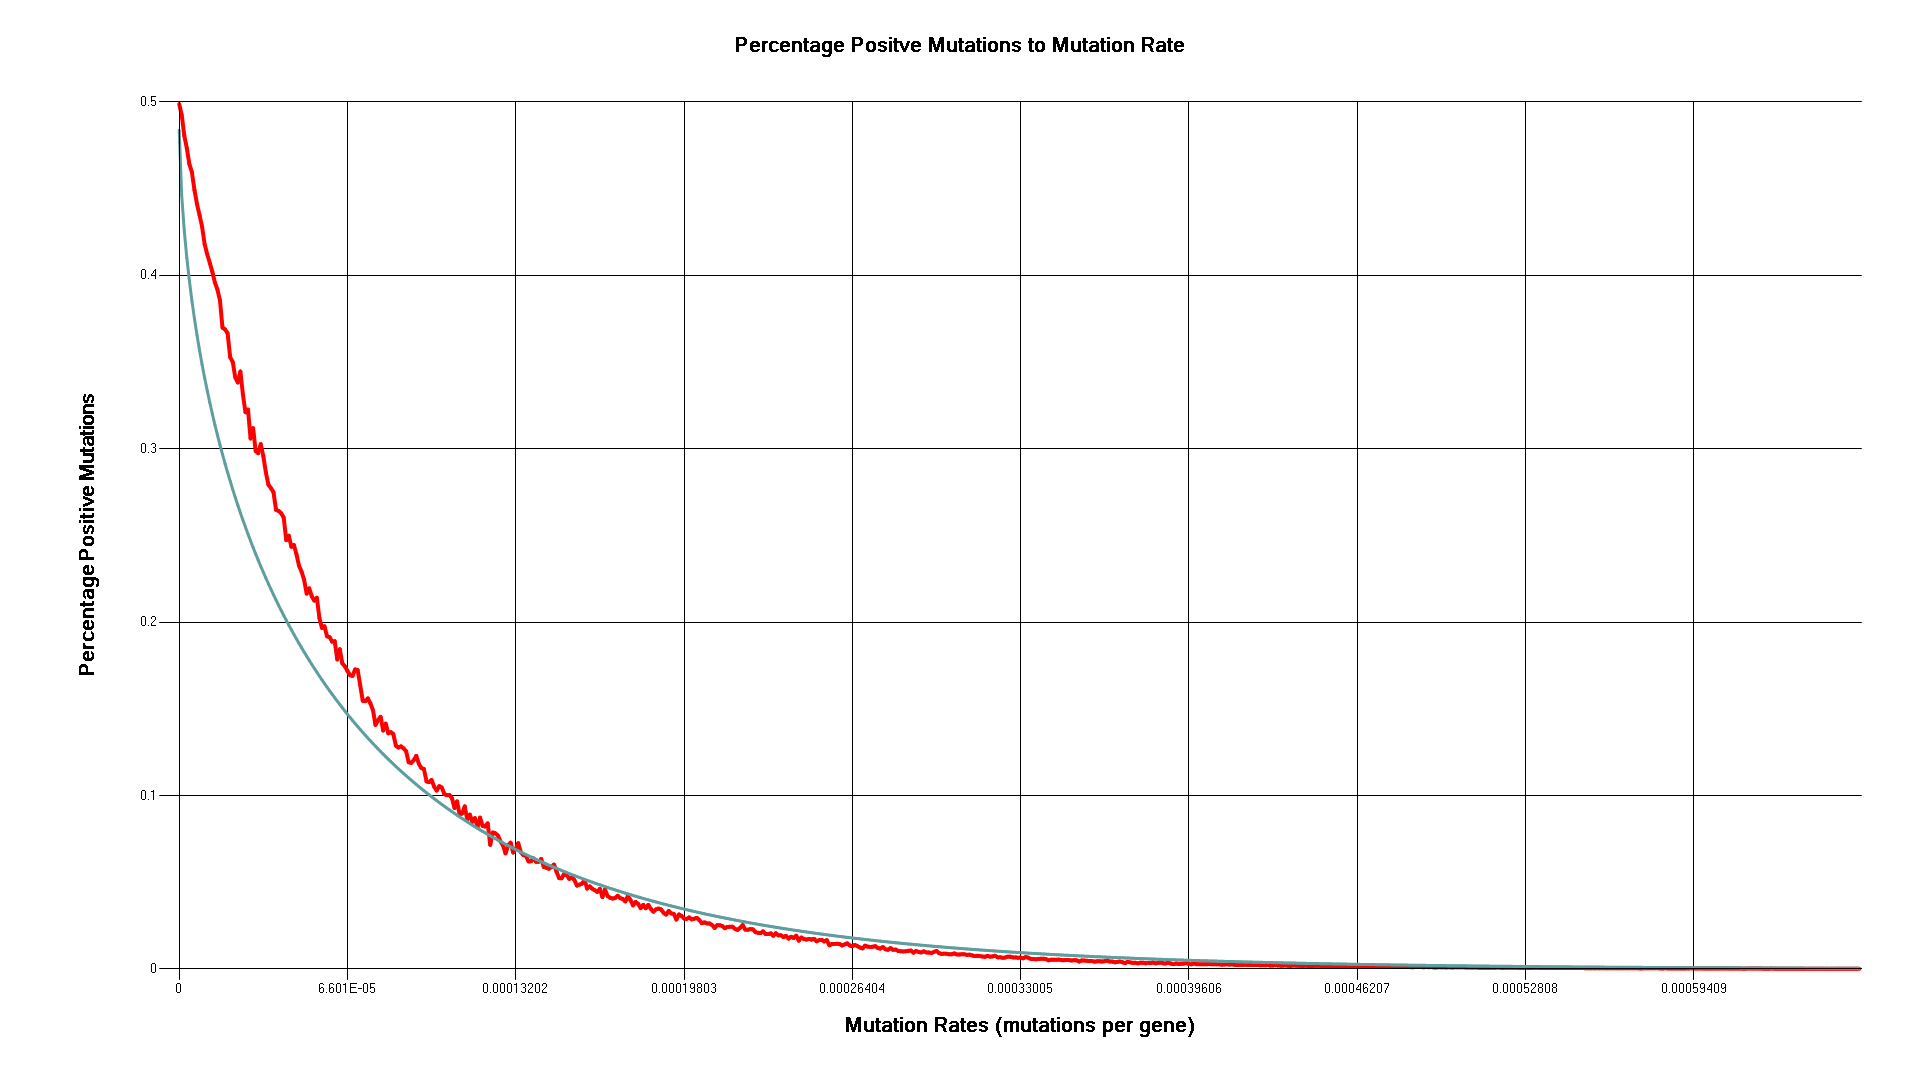 Percentage Positve Mutations to Mutation Rate
0.5
0.4
0.3
0.2
0.1
0
Percentage Positive Mutations
0 6.601E-05 0.00013202 0.00019803 0.00026404 0.00033005 0.00039606 0.00046207 0.00052808 0.00059409
Mutation Rates (mutations per gene)